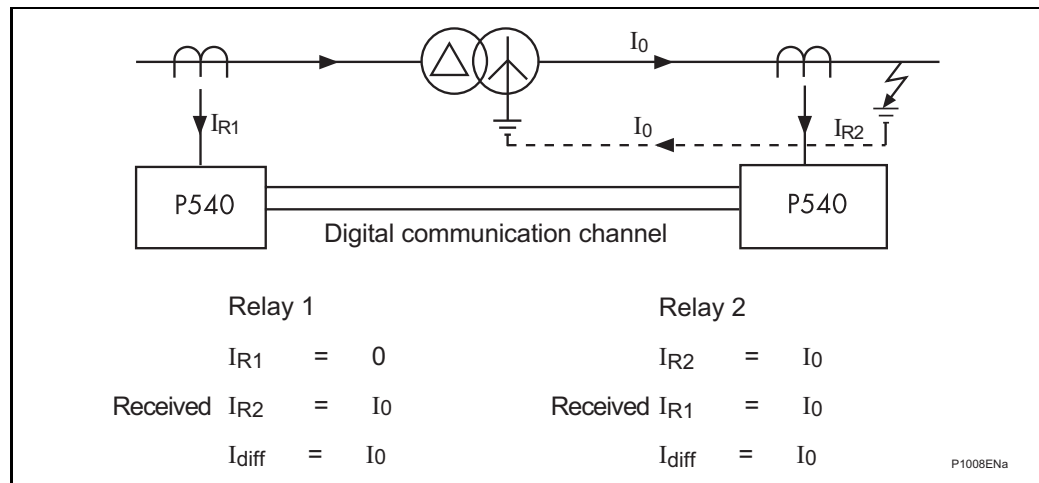 I0
IR1
I0
IR2
P540
P540
Digital communication channel
Relay 1 Relay 2
IR1 = 0 IR2 = I0
Received IR2 = I0 Received IR1 = I0
Idiff = I0 Idiff = I0
P1008ENa